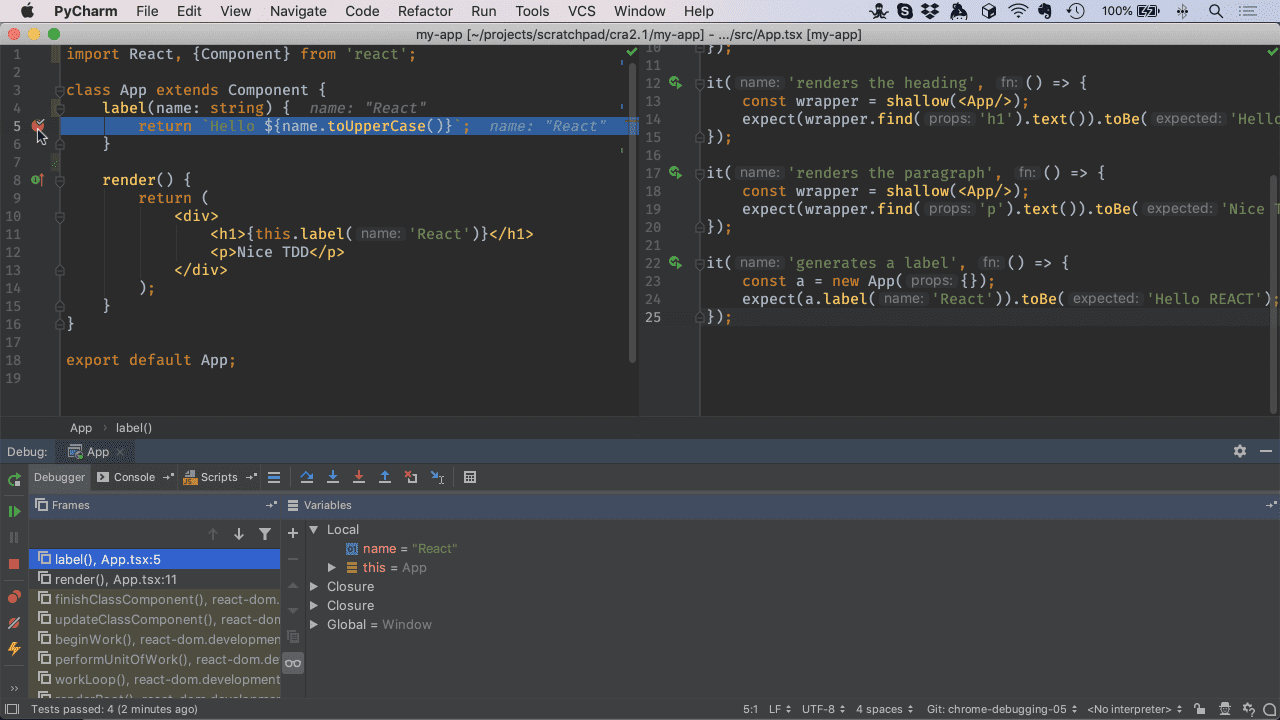 PyCharm File Edit View Navigate Code Refactor Run Tools VCS Window Help 100%
my-app [~/projects/scratchpad/cra2.1/my-app] - .../src/App.tsx [my-app]
1 import React, {Component} from 'react';
2
3 class App extends Component {
4 label(name: string) { name: "React"
5 return `Hello ${name.toUpperCase()}`; name: "React"
6 }
7
8 render() {
9 return (
10 <div>
11 <h1>{this.label( name: 'React')}</h1>
12 <p>Nice TDD</p>
13 </div>
14 );
15 }
16 }
17
18 export default App;
19
10 });
11
12 it( name: 'renders the heading', fn: () => {
13 const wrapper = shallow(<App/>);
14 expect(wrapper.find( props: 'h1').text()).toBe( expected: 'Hello
15 });
16
17 it( name: 'renders the paragraph', fn: () => {
18 const wrapper = shallow(<App/>);
19 expect(wrapper.find( props: 'p').text()).toBe( expected: 'Nice T
20 });
21
22 it( name: 'generates a label', fn: () => {
23 const a = new App( props: {});
24 expect(a.label( name: 'React')).toBe( expected: 'Hello REACT');
25 });
App › label()
Debug: App
Debugger Console Scripts
Frames
Variables
label(), App.tsx:5
render(), App.tsx:11
finishClassComponent(), react-dom.
updateClassComponent(), react-dom
beginWork(), react-dom.developmen
performUnitOfWork(), react-dom.de
workLoop(), react-dom.development
Local
name = "React"
this = App
Closure
Closure
Global = Window
Tests passed: 4 (2 minutes ago) 5:1 LF UTF-8 4 spaces Git: chrome-debugging-05 <No interpreter>